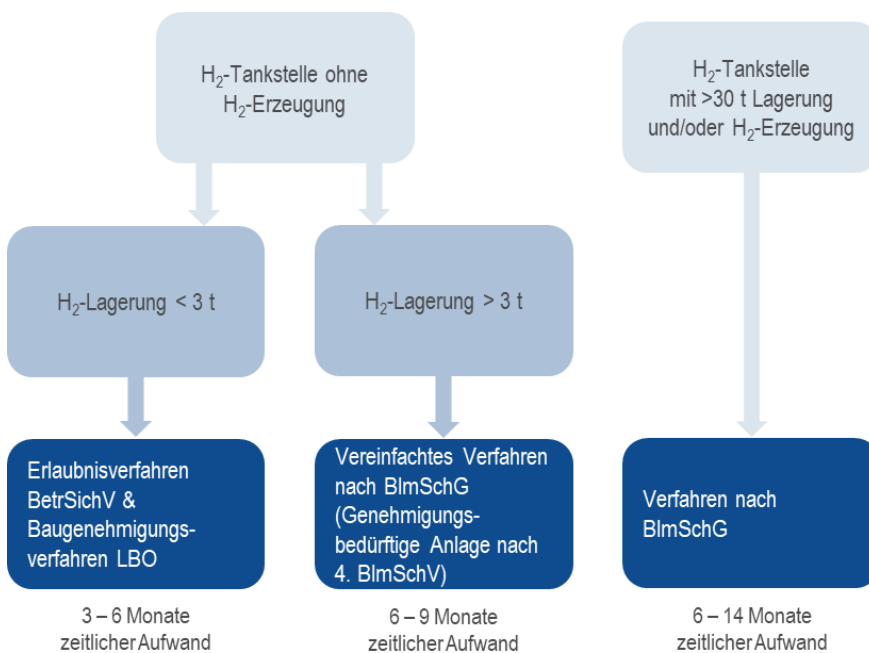 H₂-Tankstelle ohne
H₂-Erzeugung
H₂-Tankstelle
mit >30 t Lagerung
und/oder H₂-Erzeugung
H₂-Lagerung < 3 t
H₂-Lagerung > 3 t
Erlaubnisverfahren
BetrSichV &
Baugenehmigungs-
verfahren LBO
Vereinfachtes Verfahren
nach BImSchG
(Genehmigungs-
bedürftige Anlage nach
4. BImSchV)
Verfahren nach
BImSchG
3 – 6 Monate
zeitlicher Aufwand
6 – 9 Monate
zeitlicher Aufwand
6 – 14 Monate
zeitlicher Aufwand